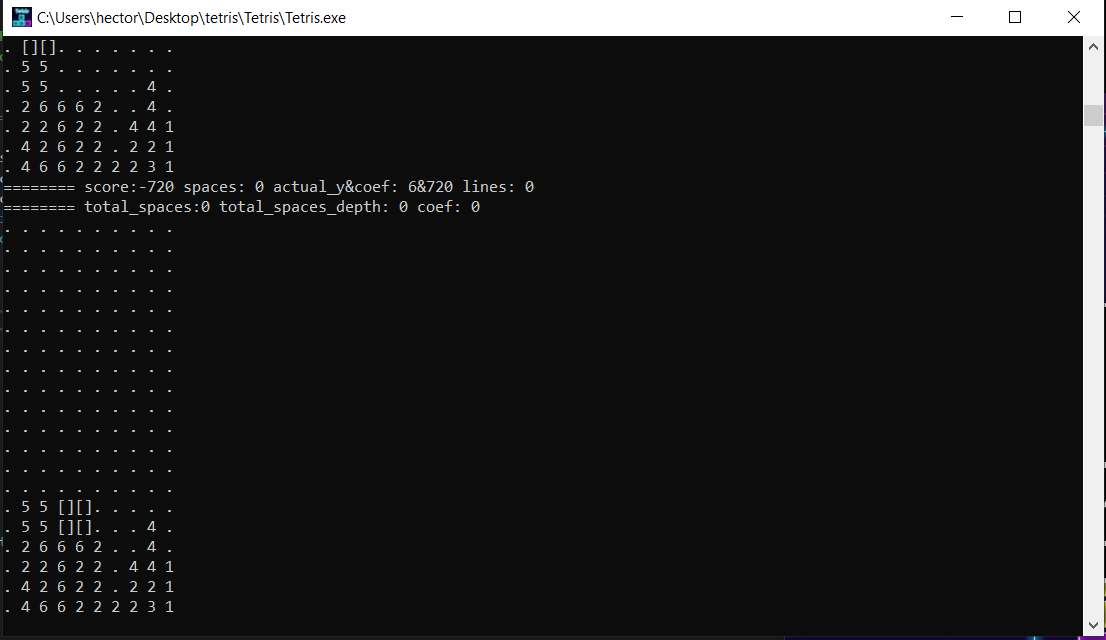 C:\Users\hector\Desktop\tetris\Tetris\Tetris.exe
. [][]. . . . . . .
. 5 5 . . . . . . .
. 5 5 . . . . . 4 .
. 2 6 6 6 2 . . 4 .
. 2 2 6 2 2 . 4 4 1
. 4 2 6 2 2 . 2 2 1
. 4 6 6 2 2 2 2 3 1
======== score:-720 spaces: 0 actual_y&coef: 6&720 lines: 0
======== total_spaces:0 total_spaces_depth: 0 coef: 0
. . . . . . . . . .
. . . . . . . . . .
. . . . . . . . . .
. . . . . . . . . .
. . . . . . . . . .
. . . . . . . . . .
. . . . . . . . . .
. . . . . . . . . .
. . . . . . . . . .
. . . . . . . . . .
. . . . . . . . . .
. . . . . . . . . .
. . . . . . . . . .
. . . . . . . . . .
. 5 5 [][]. . . . .
. 5 5 [][]. . . 4 .
. 2 6 6 6 2 . . 4 .
. 2 2 6 2 2 . 4 4 1
. 4 2 6 2 2 . 2 2 1
. 4 6 6 2 2 2 2 3 1